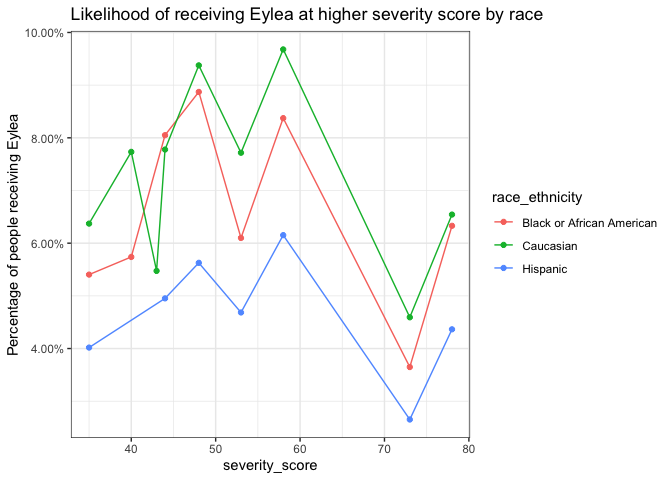 Likelihood of receiving Eylea at higher severity score by race
10.00%
8.00%
6.00%
4.00%
Percentage of people receiving Eylea
40 50 60 70 80
severity_score
race_ethnicity
Black or African American
Caucasian
Hispanic